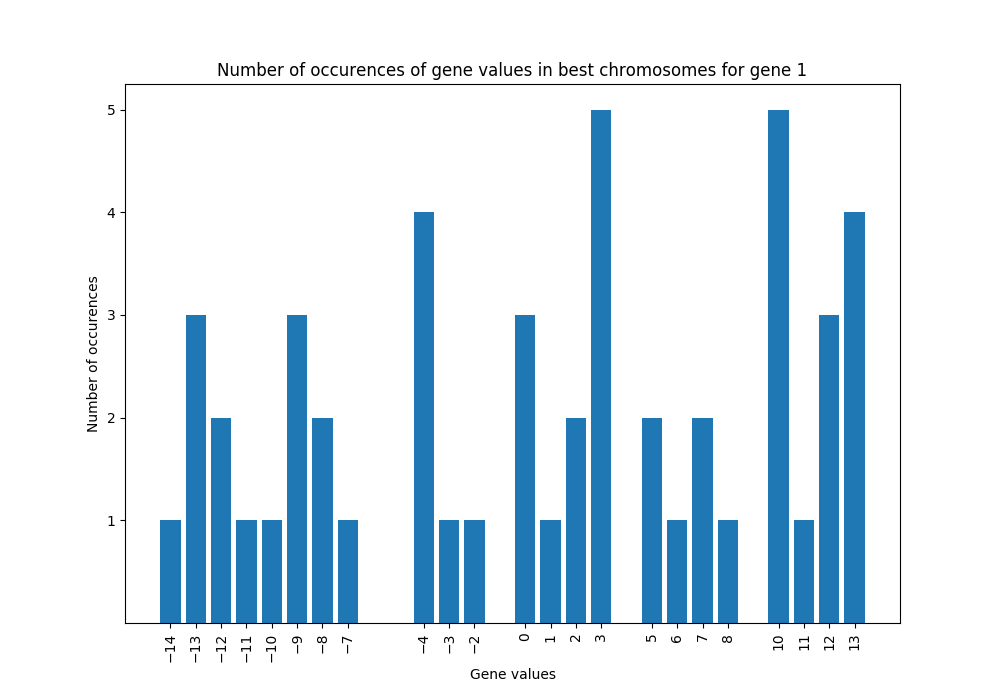 Number of occurences of gene values in best chromosomes for gene 1
5
4
3
2
1
Number of occurences
−14 −13 −12 −11 −10 −9 −8 −7 −4 −3 −2 0 1 2 3 5 6 7 8 10 11 12 13
Gene values